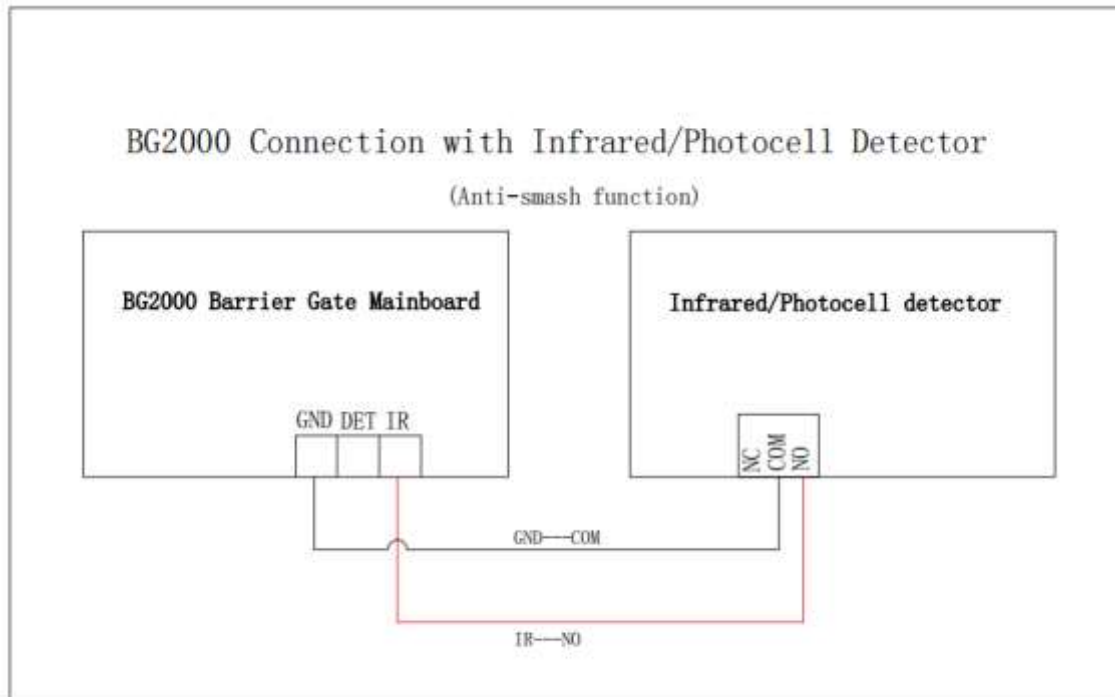 BG2000 Connection with Infrared/Photocell Detector
(Anti-smash function)
BG2000 Barrier Gate Mainboard
GND DET IR
Infrared/Photocell detector
NC
COM
NO
GND---COM
IR---NO